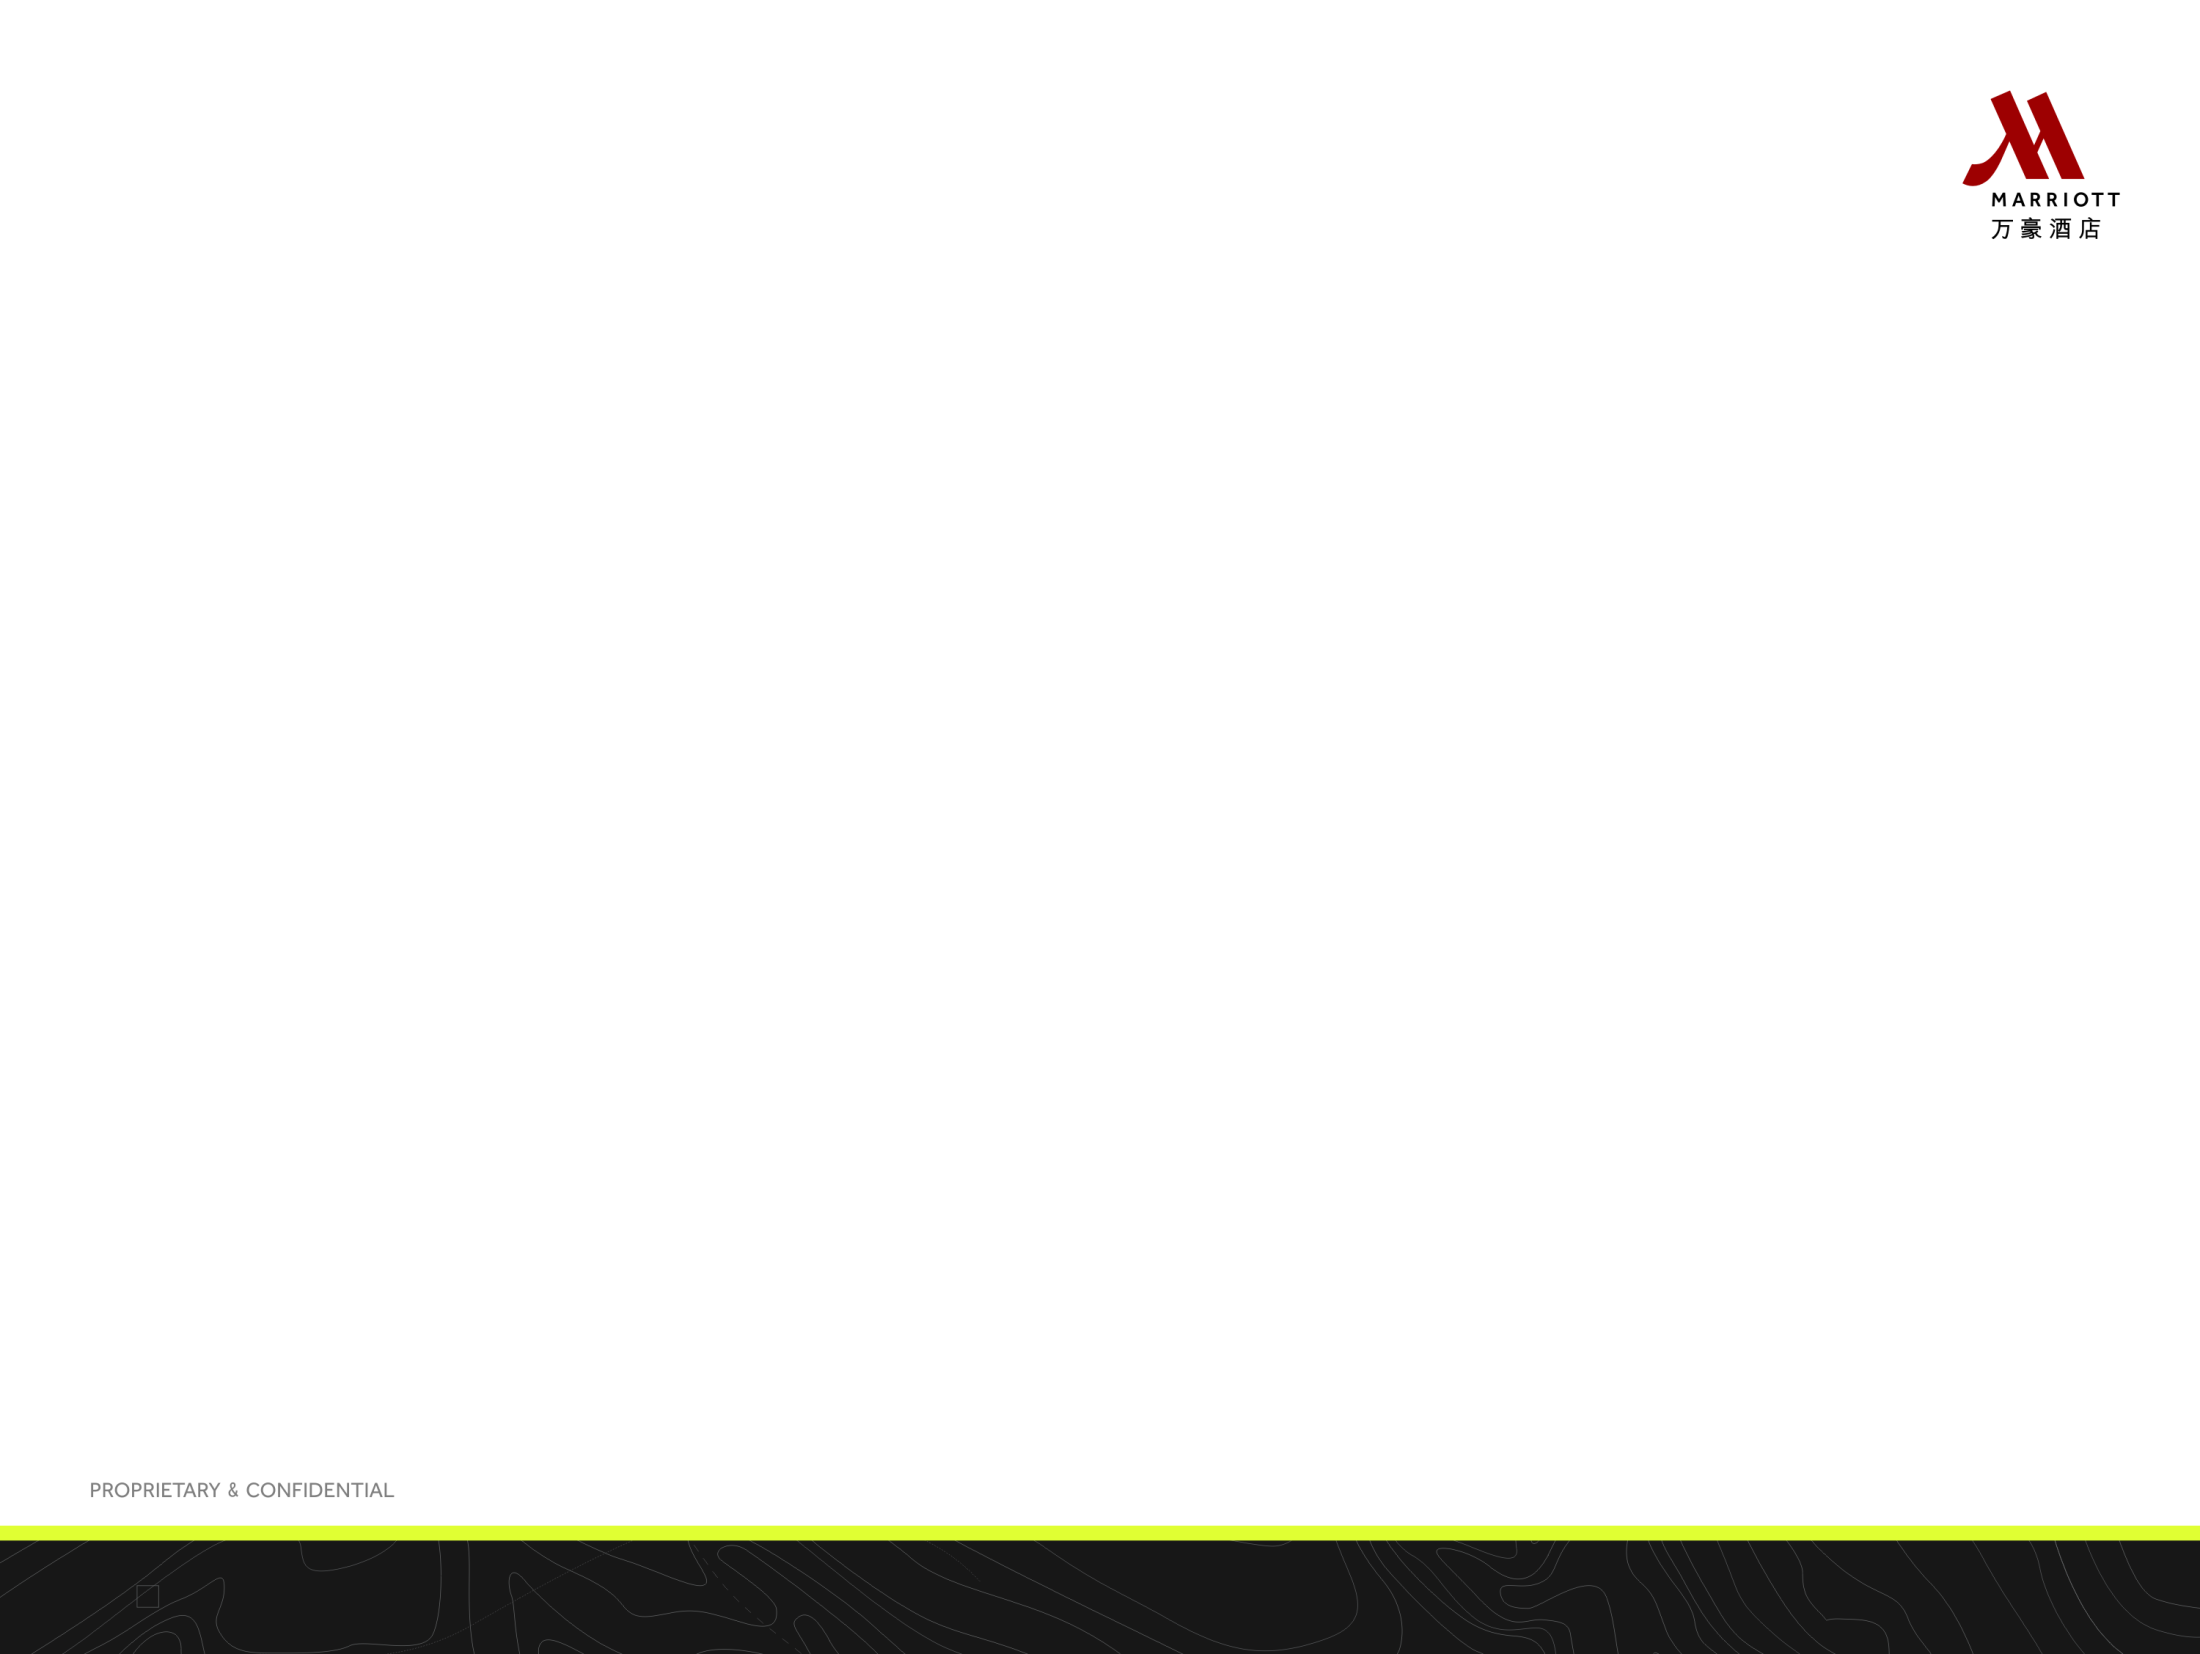 MARRIOTT
万豪酒店
PROPRIETARY & CONFIDENTIAL